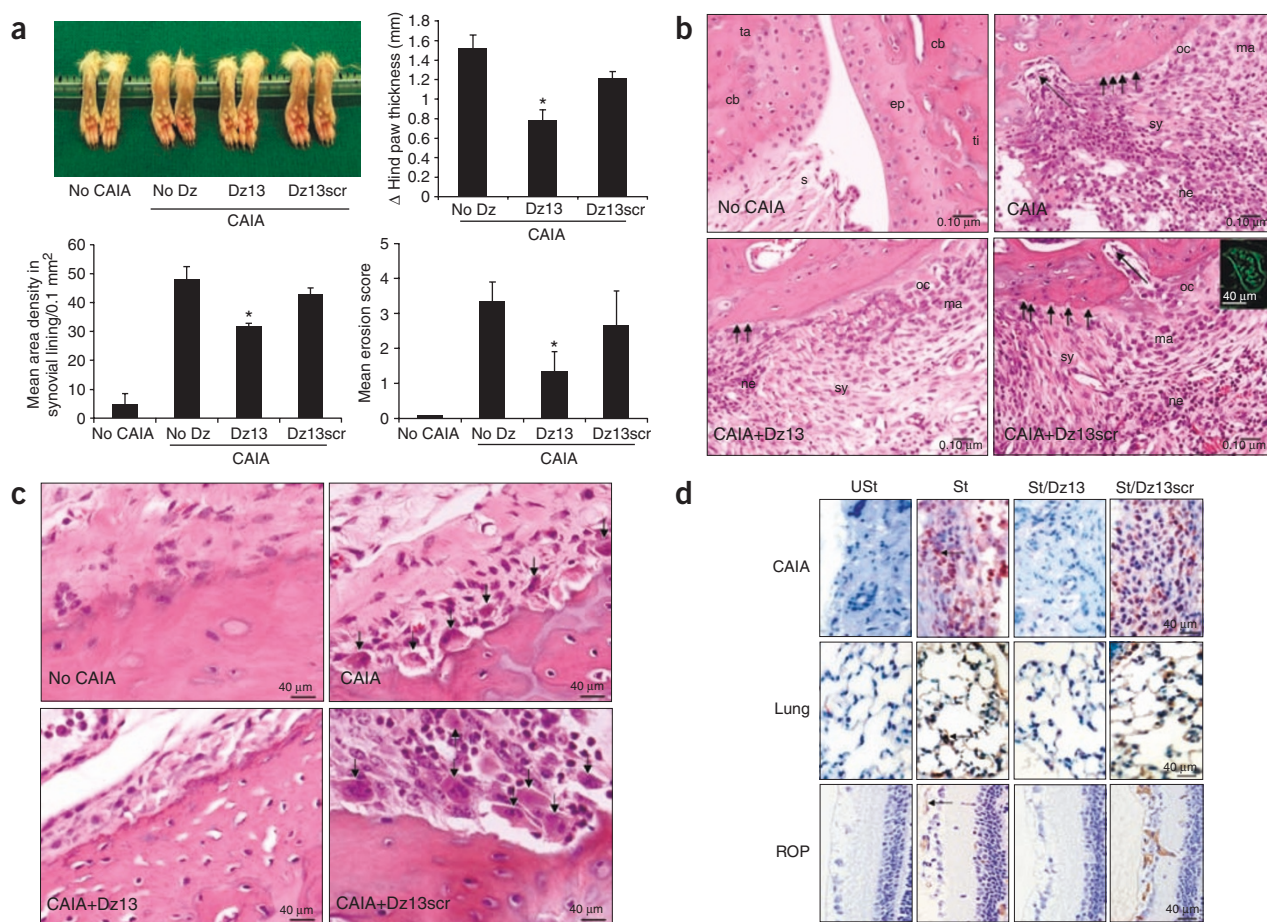 a
No CAIA
No Dz
Dz13
Dz13scr
CAIA
Δ Hind paw thickness (mm)
1.8
1.6
1.4
1.2
1.0
0.8
0.6
0.4
0.2
0
*
No Dz
Dz13
Dz13scr
CAIA
Mean area density in
synovial lining/0.1 mm²
60
50
40
30
20
10
0
*
No CAIA
No Dz
Dz13
Dz13scr
CAIA
Mean erosion score
5
4
3
2
1
0
*
No CAIA
No Dz
Dz13
Dz13scr
CAIA
b
ta
cb
cb
ep
ti
s
No CAIA
0.10 µm
oc
ma
sy
ne
CAIA
0.10 µm
oc
ma
ne
sy
CAIA+Dz13
0.10 µm
40 µm
oc
ma
sy
ne
CAIA+Dz13scr
0.10 µm
c
No CAIA
40 µm
CAIA
40 µm
CAIA+Dz13
40 µm
CAIA+Dz13scr
40 µm
d
USt
St
St/Dz13
St/Dz13scr
CAIA
40 µm
Lung
40 µm
ROP
40 µm